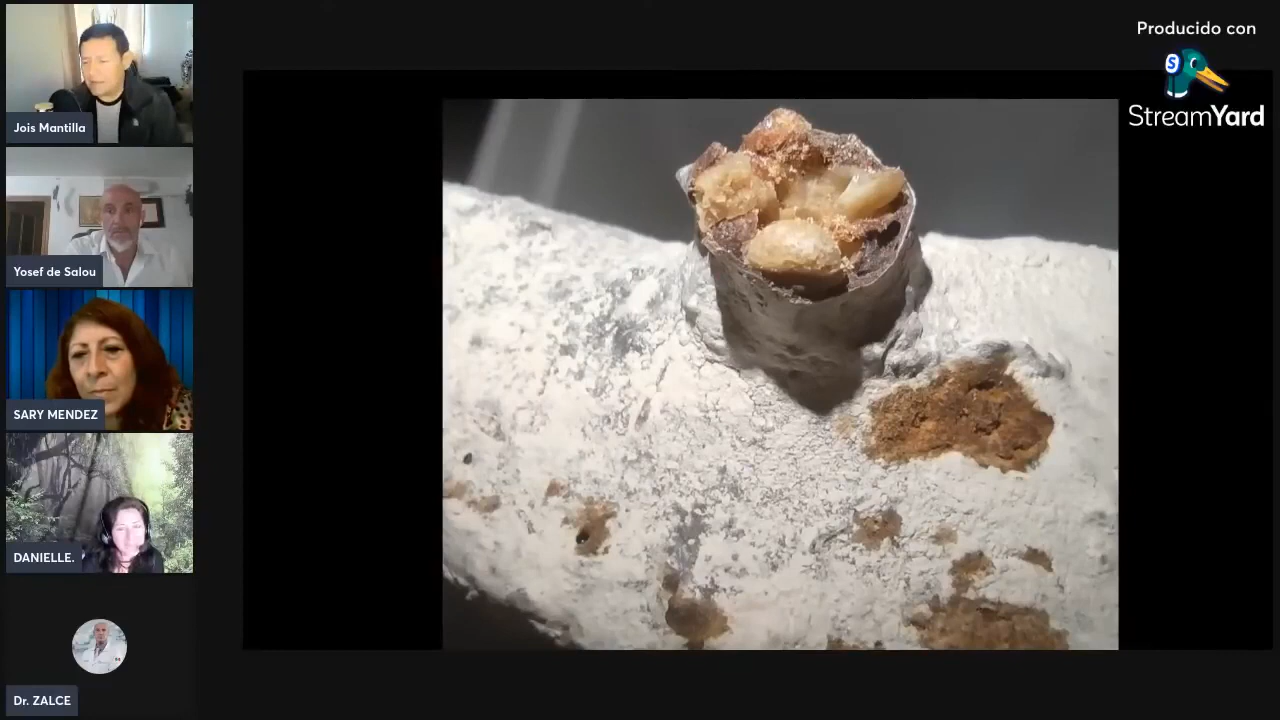 Producido con
StreamYard
Jois Mantilla
Yosef de Salou
SARY MENDEZ
DANIELLE.
Dr. ZALCE